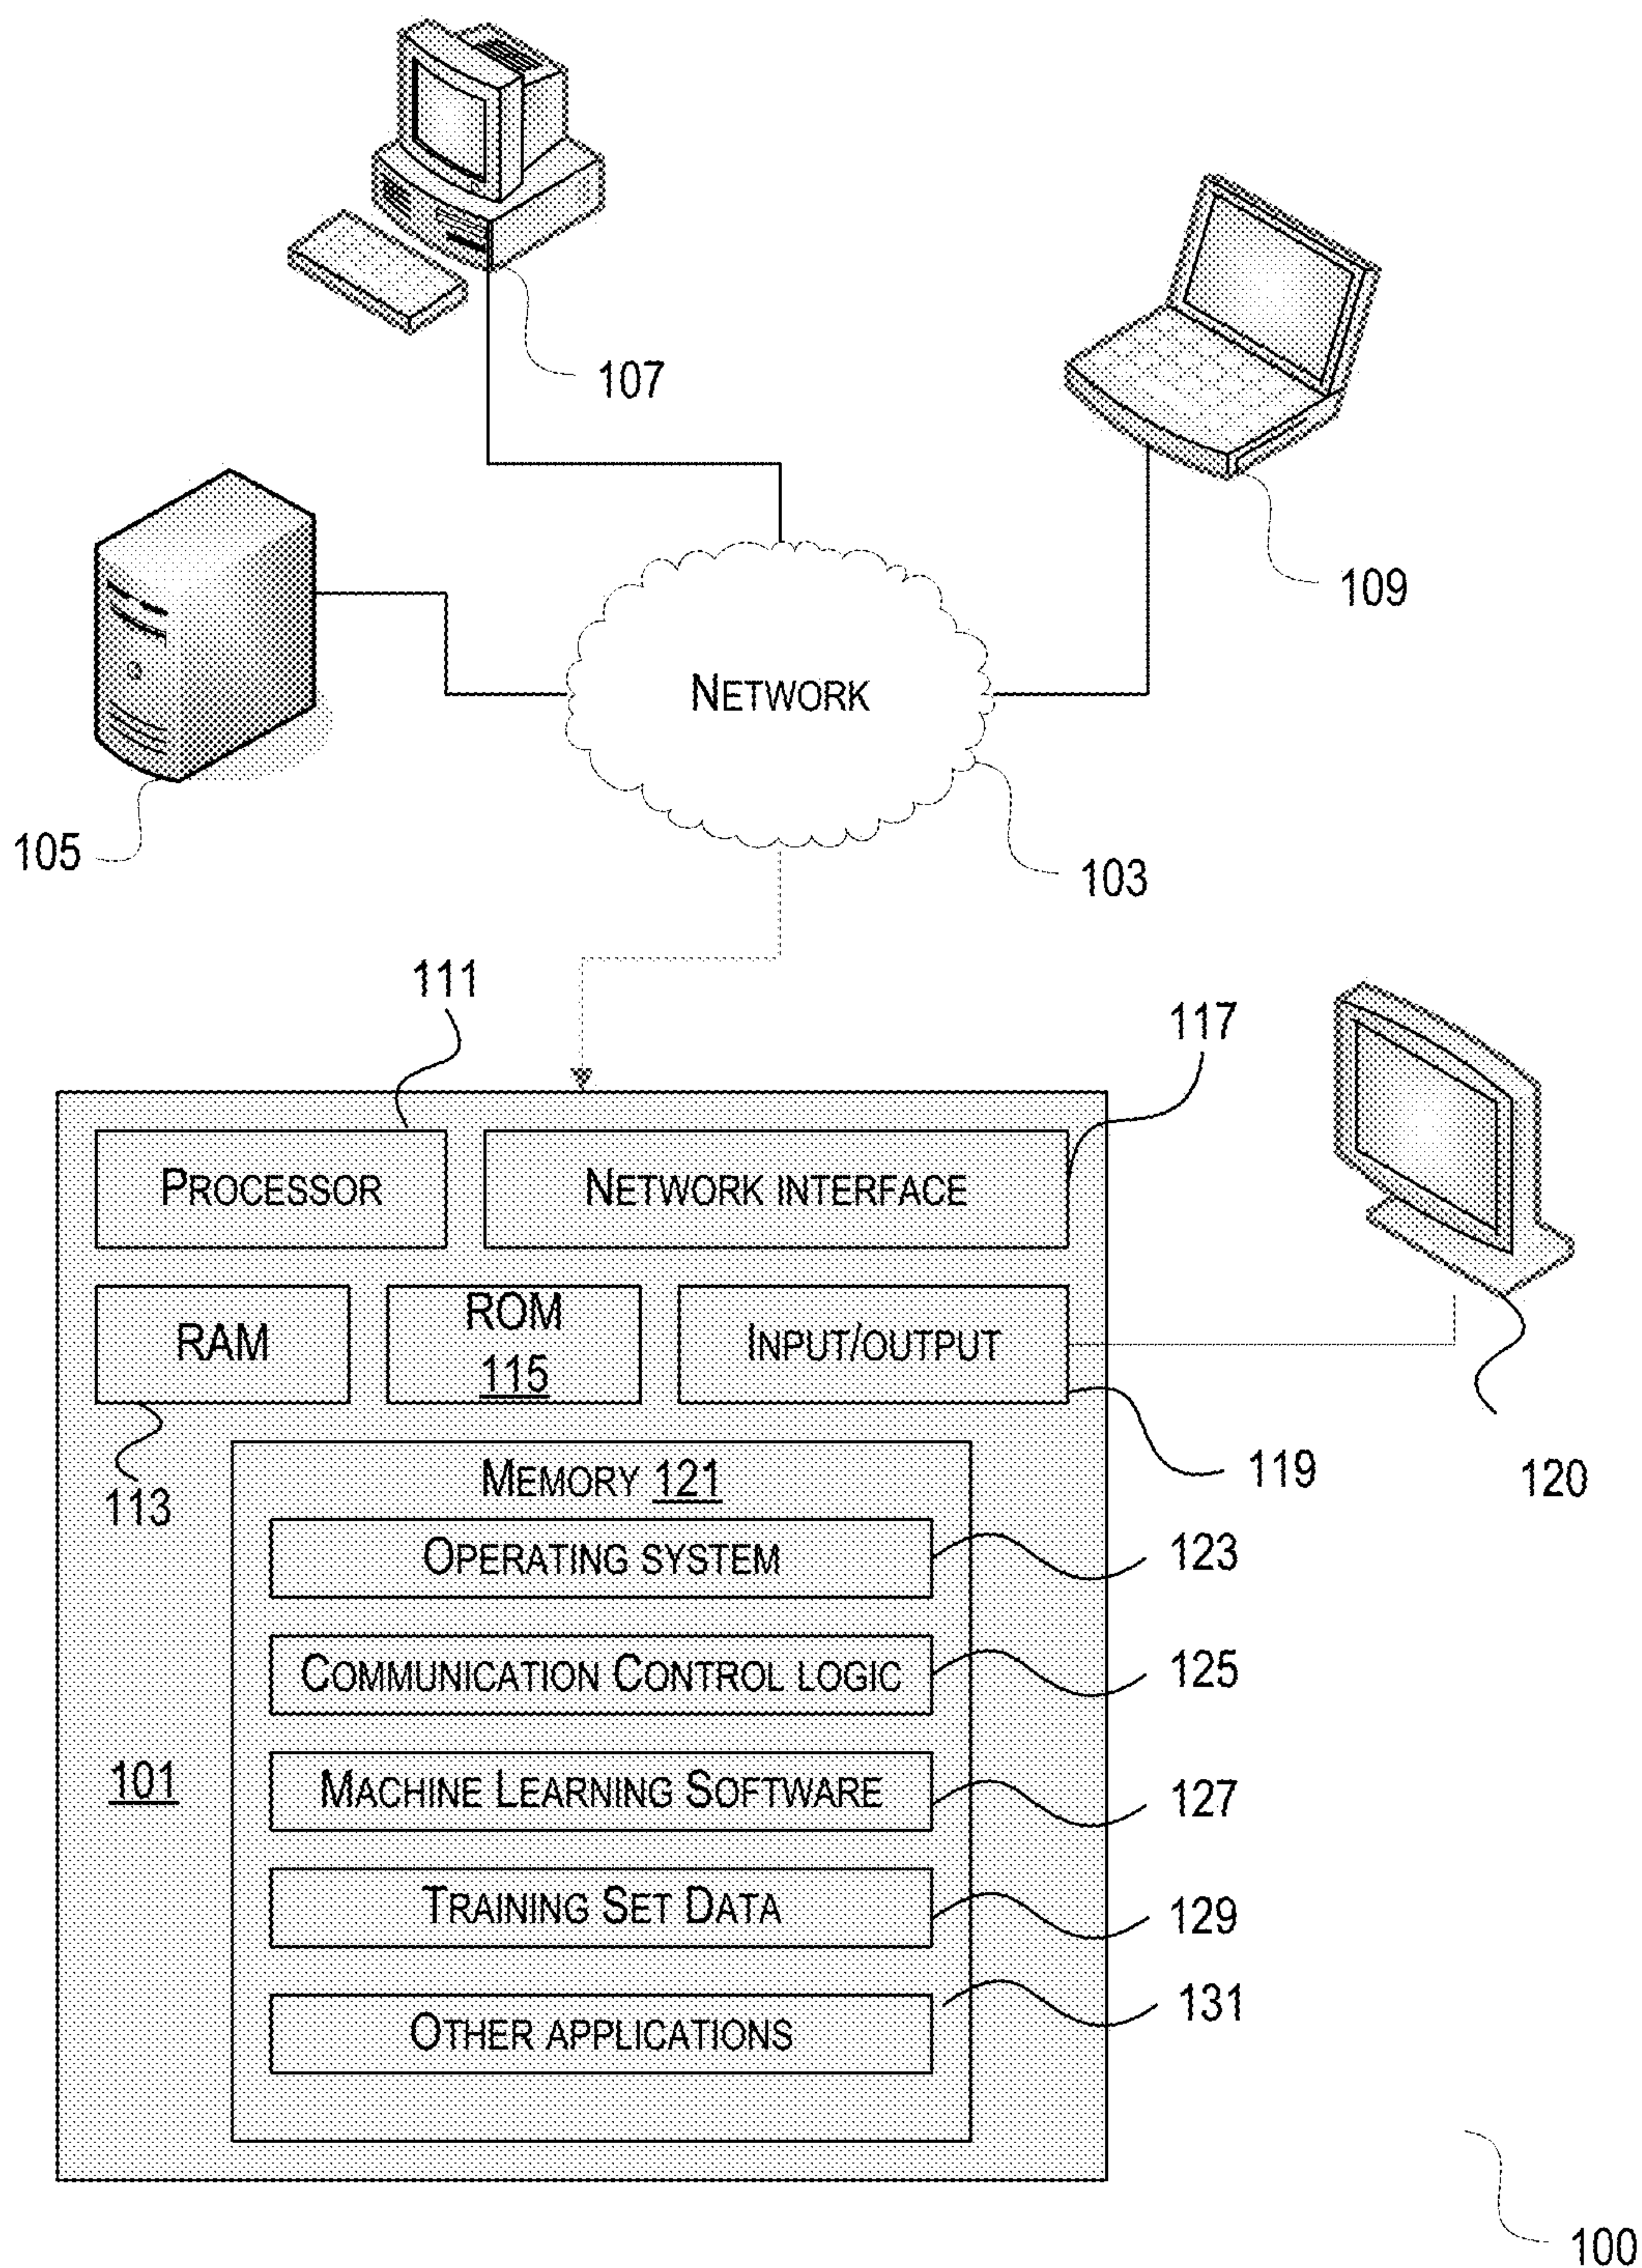 107
109
NETWORK
105
103
111
117
PROCESSOR
NETWORK INTERFACE
RAM
ROM
115
INPUT/OUTPUT
113
119
120
MEMORY 121
OPERATING SYSTEM
123
COMMUNICATION CONTROL LOGIC
125
101
MACHINE LEARNING SOFTWARE
127
TRAINING SET DATA
129
OTHER APPLICATIONS
131
100